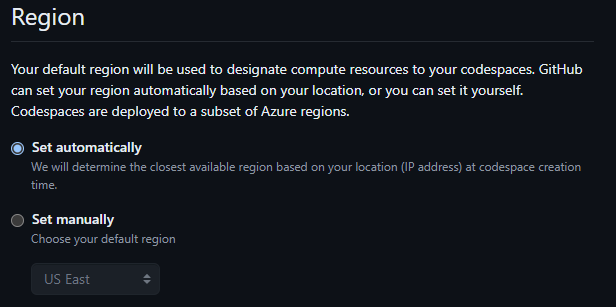 Region
Your default region will be used to designate compute resources to your codespaces. GitHub
can set your region automatically based on your location, or you can set it yourself.
Codespaces are deployed to a subset of Azure regions.
Set automatically
We will determine the closest available region based on your location (IP address) at codespace creation
time.
Set manually
Choose your default region
US East